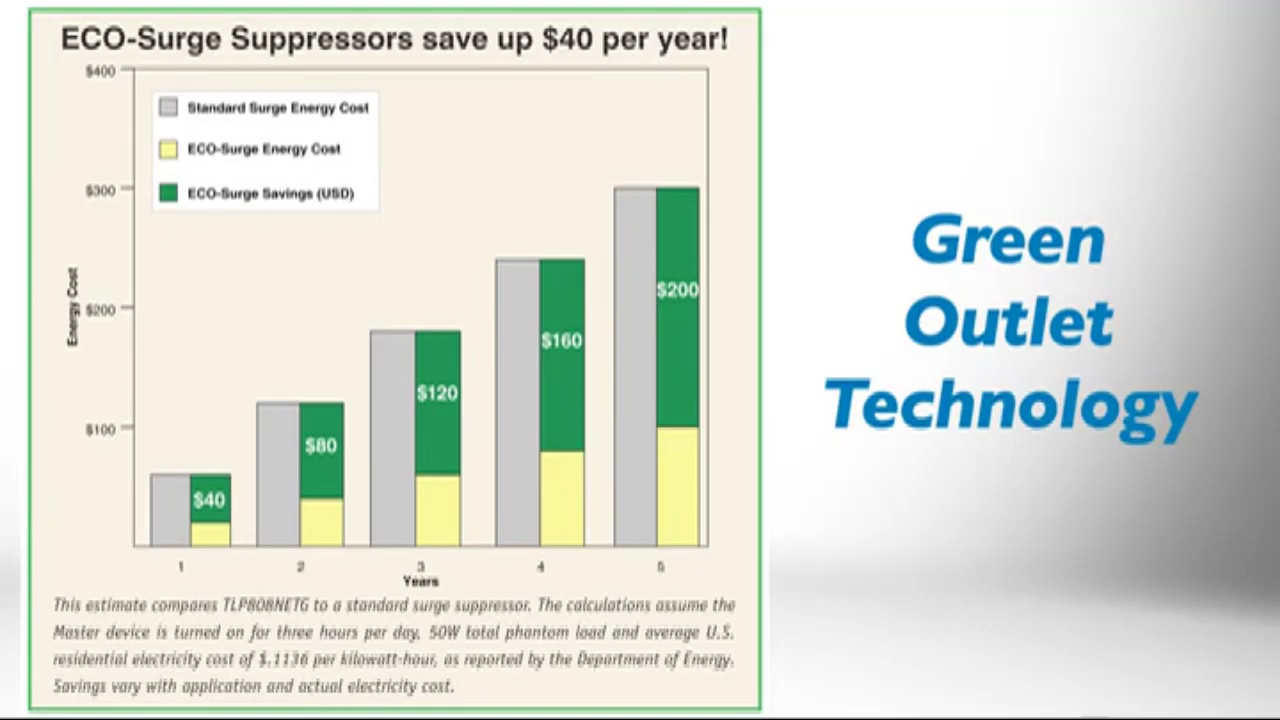 ECO-Surge Suppressors save up $40 per year!
$400
Standard Surge Energy Cost
ECO-Surge Energy Cost
ECO-Surge Savings (USD)
$300
$200
$100
Energy Cost
$40
$80
$120
$160
$200
1 2 3 4 5
Years
This estimate compares TLP808NETG to a standard surge suppressor. The calculations assume the
Master device is turned on for three hours per day, 50W total phantom load and average U.S.
residential electricity cost of $.1136 per kilowatt-hour, as reported by the Department of Energy.
Savings vary with application and actual electricity cost.
Green
Outlet
Technology